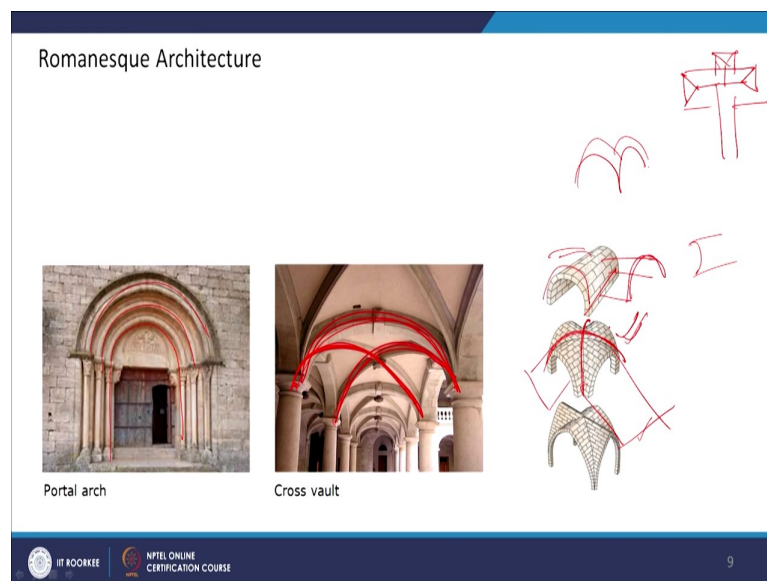 Romanesque Architecture
Portal arch
Cross vault
IIT ROORKEE
NPTEL ONLINE
CERTIFICATION COURSE
9